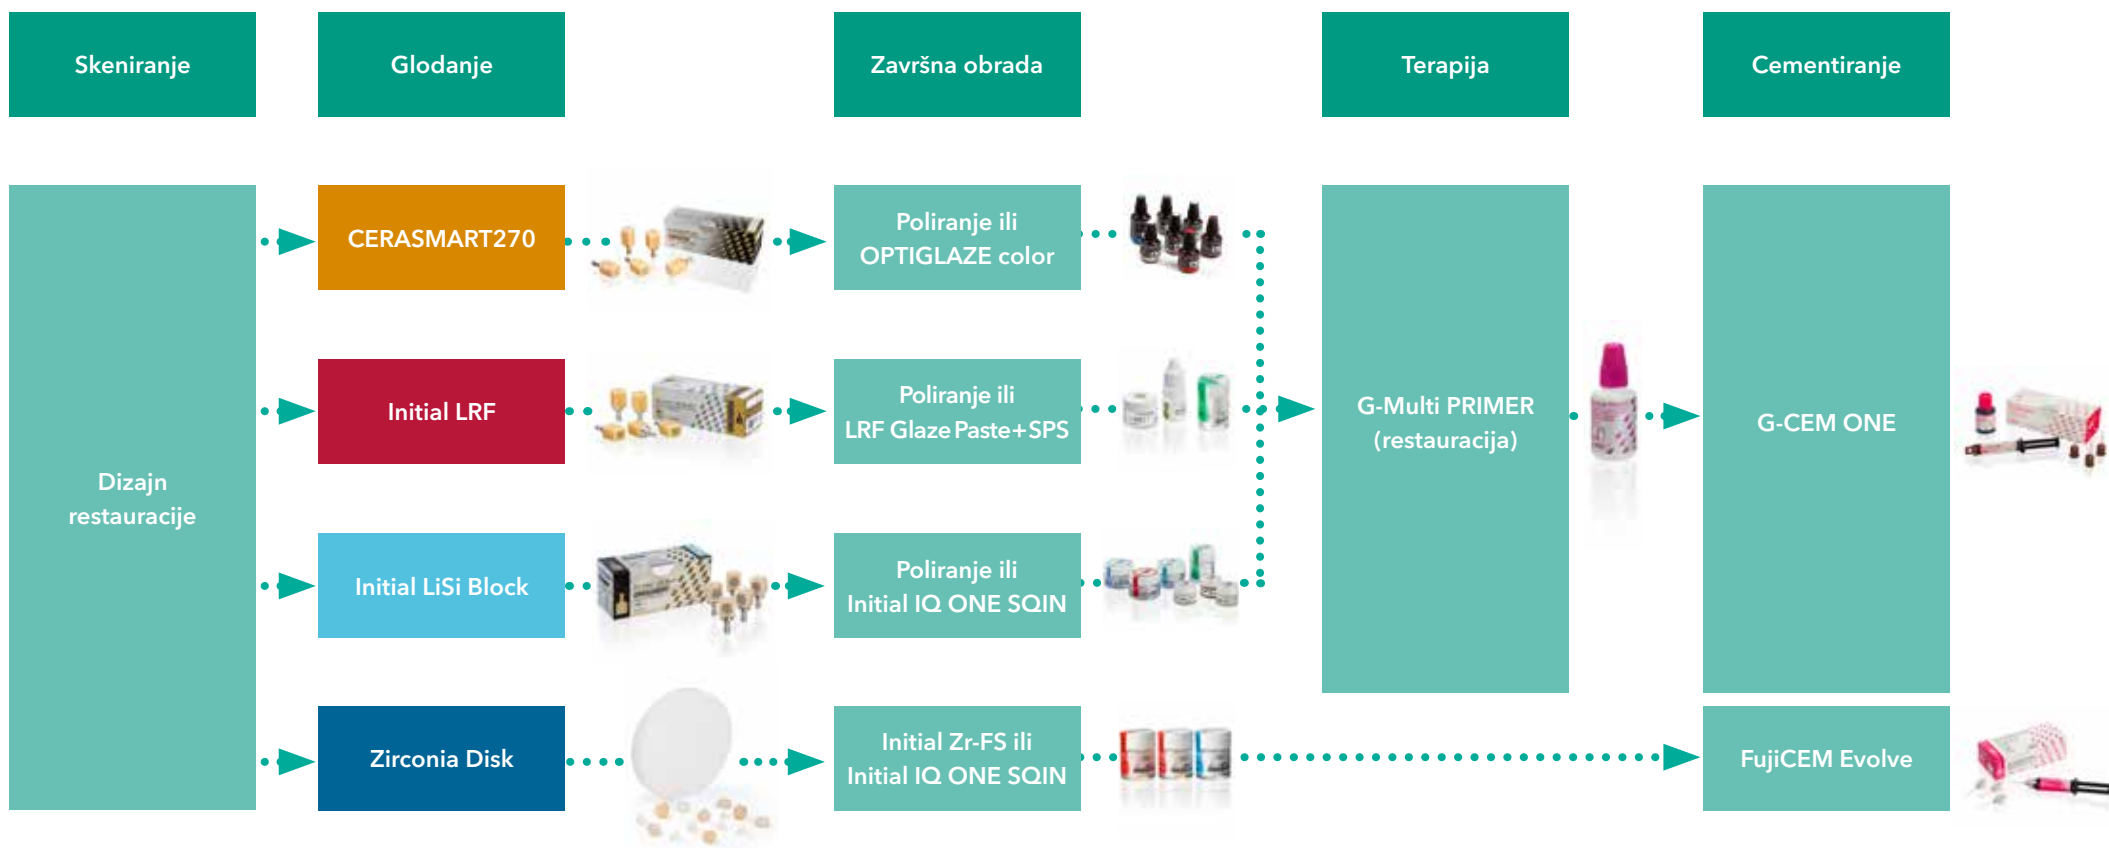 Skeniranje
Glodanje
Završna obrada
Terapija
Cementiranje
Dizajn
restauracije
CERASMART270
Poliranje ili
OPTIGLAZE color
Initial LRF
Poliranje ili
LRF Glaze Paste+SPS
Initial LiSi Block
Poliranje ili
Initial IQ ONE SQIN
Zirconia Disk
Initial Zr-FS ili
Initial IQ ONE SQIN
G-Multi PRIMER
(restauracija)
G-CEM ONE
FujiCEM Evolve